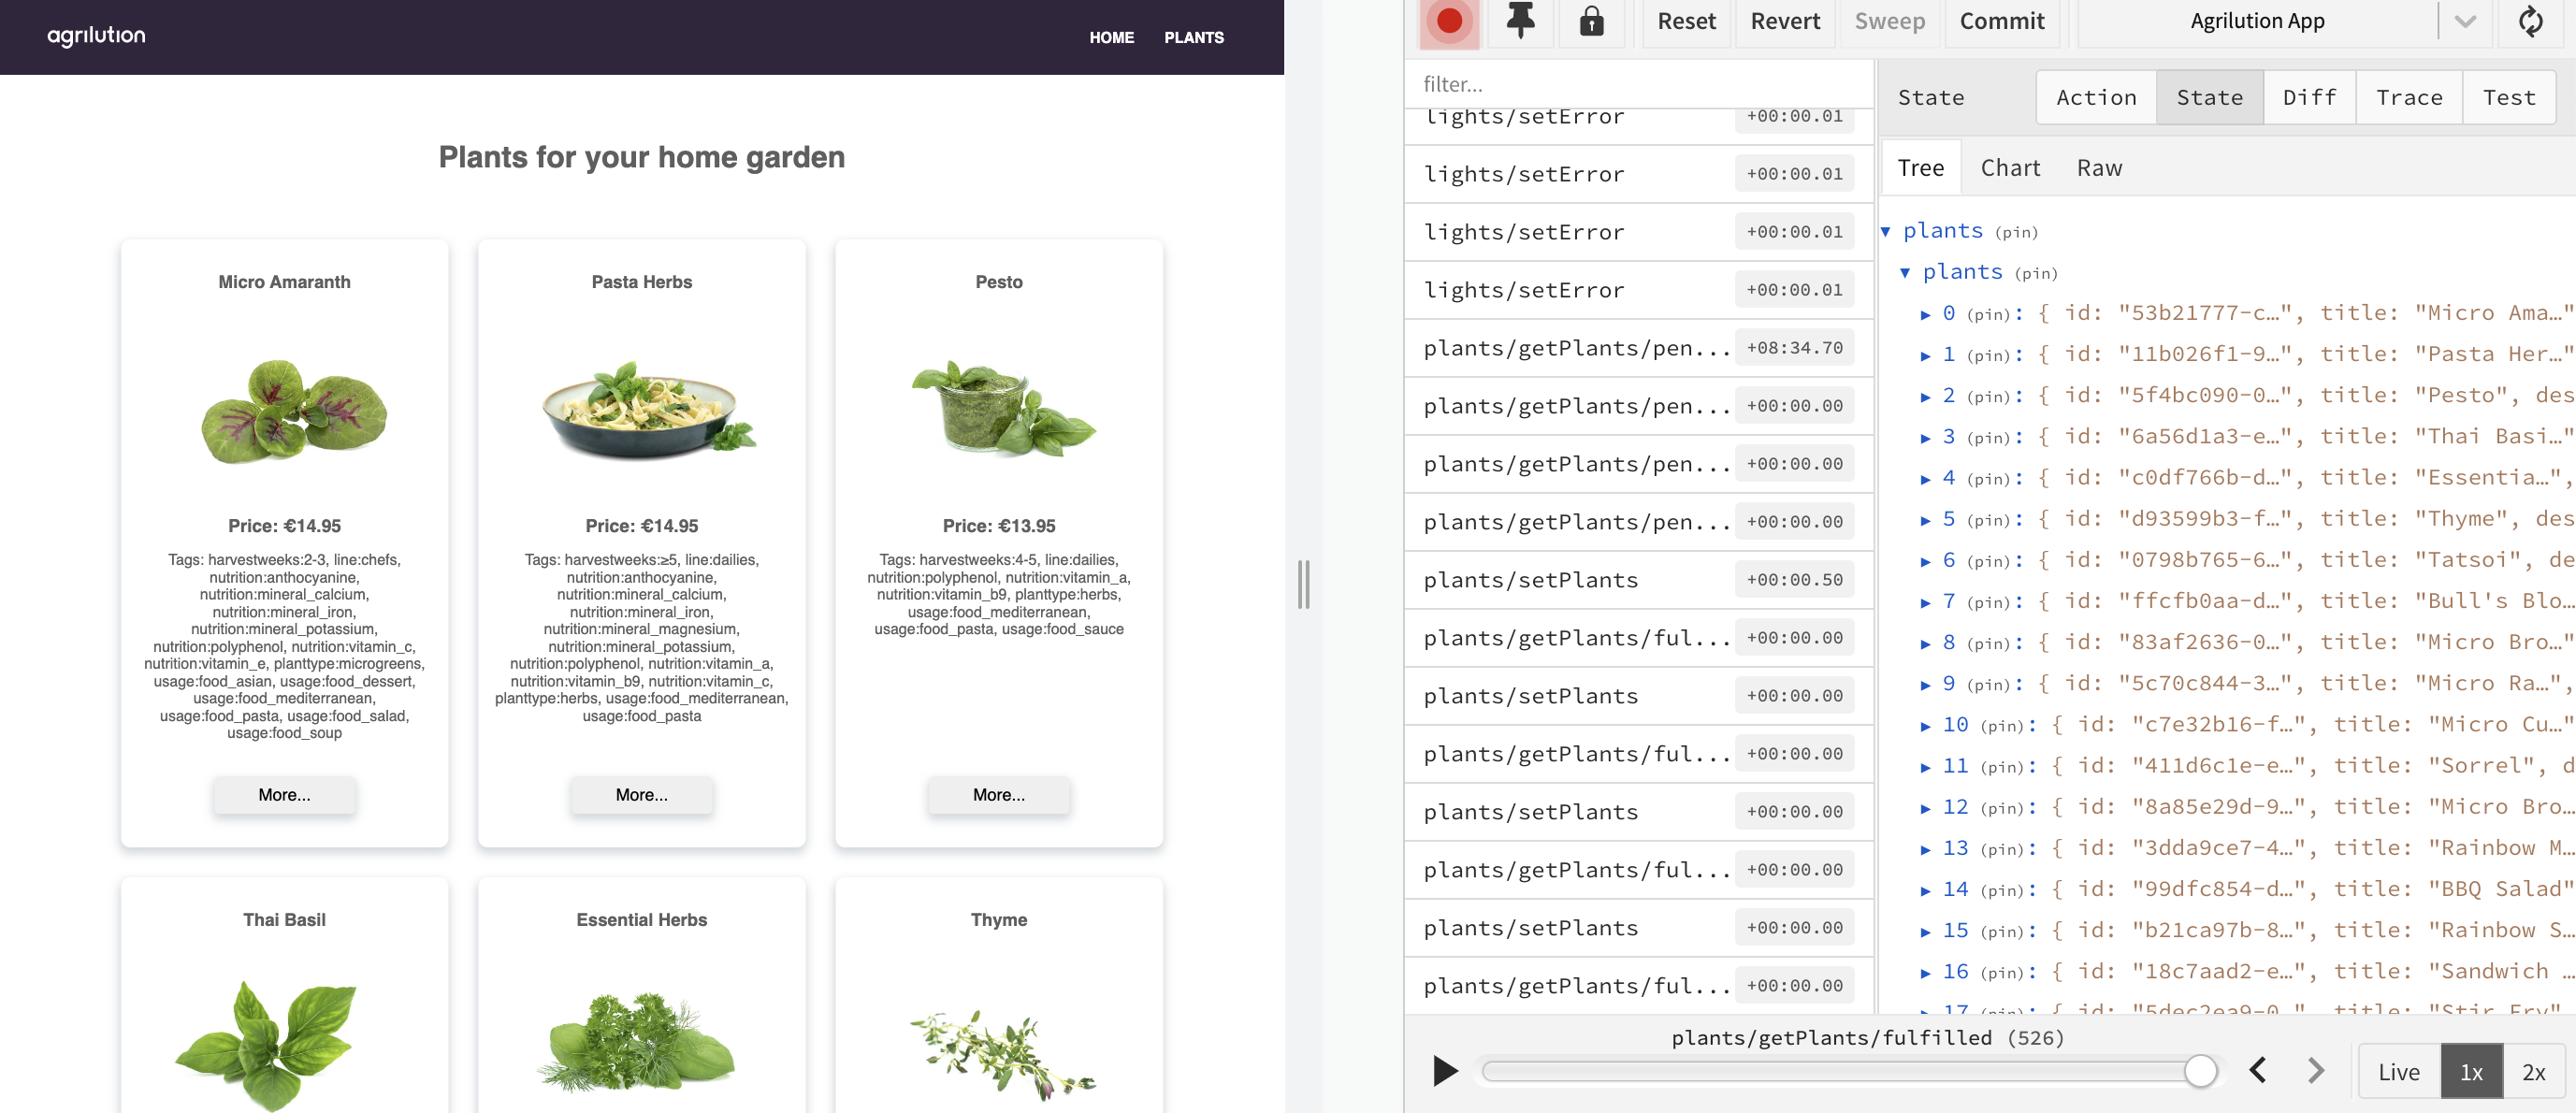 agrilution
HOME PLANTS
Plants for your home garden
Micro Amaranth
Price: €14.95
Tags: harvestweeks:2-3, line:chefs,
nutrition:anthocyanine,
nutrition:mineral_calcium,
nutrition:mineral_iron,
nutrition:mineral_potassium,
nutrition:polyphenol, nutrition:vitamin_c,
nutrition:vitamin_e, planttype:microgreens,
usage:food_asian, usage:food_dessert,
usage:food_mediterranean,
usage:food_pasta, usage:food_salad,
usage:food_soup
More...
Pasta Herbs
Price: €14.95
Tags: harvestweeks:≥5, line:dailies,
nutrition:anthocyanine,
nutrition:mineral_calcium,
nutrition:mineral_iron,
nutrition:mineral_magnesium,
nutrition:mineral_potassium,
nutrition:polyphenol, nutrition:vitamin_a,
nutrition:vitamin_b9, nutrition:vitamin_c,
planttype:herbs, usage:food_mediterranean,
usage:food_pasta
More...
Pesto
Price: €13.95
Tags: harvestweeks:4-5, line:dailies,
nutrition:polyphenol, nutrition:vitamin_a,
nutrition:vitamin_b9, planttype:herbs,
usage:food_mediterranean,
usage:food_pasta, usage:food_sauce
More...
Thai Basil
Essential Herbs
Thyme
Reset Revert Sweep Commit Agrilution App
filter...
lights/setError +00:00.01
lights/setError +00:00.01
lights/setError +00:00.01
lights/setError +00:00.01
plants/getPlants/pen... +08:34.70
plants/getPlants/pen... +00:00.00
plants/getPlants/pen... +00:00.00
plants/getPlants/pen... +00:00.00
plants/setPlants +00:00.50
plants/getPlants/ful... +00:00.00
plants/setPlants +00:00.00
plants/getPlants/ful... +00:00.00
plants/setPlants +00:00.00
plants/getPlants/ful... +00:00.00
plants/setPlants +00:00.00
plants/getPlants/ful... +00:00.00
State Action State Diff Trace Test
Tree Chart Raw
plants (pin)
plants (pin)
0 (pin): { id: "53b21777-c…", title: "Micro Ama…"
1 (pin): { id: "11b026f1-9…", title: "Pasta Her…"
2 (pin): { id: "5f4bc090-0…", title: "Pesto", des
3 (pin): { id: "6a56d1a3-e…", title: "Thai Basi…"
4 (pin): { id: "c0df766b-d…", title: "Essentia…",
5 (pin): { id: "d93599b3-f…", title: "Thyme", des
6 (pin): { id: "0798b765-6…", title: "Tatsoi", de
7 (pin): { id: "ffcfb0aa-d…", title: "Bull's Blo…
8 (pin): { id: "83af2636-0…", title: "Micro Bro…"
9 (pin): { id: "5c70c844-3…", title: "Micro Ra…",
10 (pin): { id: "c7e32b16-f…", title: "Micro Cu…"
11 (pin): { id: "411d6c1e-e…", title: "Sorrel", d
12 (pin): { id: "8a85e29d-9…", title: "Micro Bro…
13 (pin): { id: "3dda9ce7-4…", title: "Rainbow M…
14 (pin): { id: "99dfc854-d…", title: "BBQ Salad"
15 (pin): { id: "b21ca97b-8…", title: "Rainbow S…
16 (pin): { id: "18c7aad2-e…", title: "Sandwich …
17 (pin): { id: "5dec2ea9-0…", title: "Stir Fry"
plants/getPlants/fulfilled (526)
Live 1x 2x